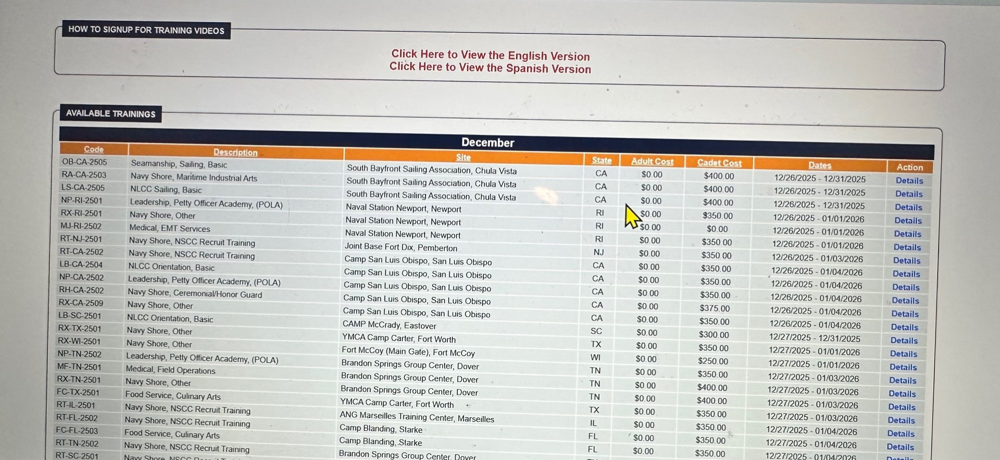 HOW TO SIGNUP FOR TRAINING VIDEOS
Click Here to View the English Version
Click Here to View the Spanish Version
AVAILABLE TRAININGS
December
Code Description Site State Adult Cost Cadet Cost Dates Action
OB-CA-2505 Seamanship, Sailing, Basic South Bayfront Sailing Association, Chula Vista CA $0.00 $400.00 12/26/2025 - 12/31/2025 Details
RA-CA-2503 Navy Shore, Maritime Industrial Arts South Bayfront Sailing Association, Chula Vista CA $0.00 $400.00 12/26/2025 - 12/31/2025 Details
LS-CA-2505 NLCC Sailing, Basic South Bayfront Sailing Association, Chula Vista CA $0.00 $400.00 12/26/2025 - 12/31/2025 Details
NP-RI-2501 Leadership, Petty Officer Academy, (POLA) Naval Station Newport, Newport RI $0.00 $350.00 12/26/2025 - 01/01/2026 Details
RX-RI-2501 Navy Shore, Other Naval Station Newport, Newport RI $0.00 $0.00 12/26/2025 - 01/01/2026 Details
MJ-RI-2502 Medical, EMT Services Naval Station Newport, Newport RI $0.00 $350.00 12/26/2025 - 01/01/2026 Details
RT-NJ-2501 Navy Shore, NSCC Recruit Training Joint Base Fort Dix, Pemberton NJ $0.00 $350.00 12/26/2025 - 01/03/2026 Details
RT-CA-2502 Navy Shore, NSCC Recruit Training Camp San Luis Obispo, San Luis Obispo CA $0.00 $350.00 12/26/2025 - 01/04/2026 Details
LB-CA-2504 NLCC Orientation, Basic Camp San Luis Obispo, San Luis Obispo CA $0.00 $350.00 12/26/2025 - 01/04/2026 Details
NP-CA-2502 Leadership, Petty Officer Academy, (POLA) Camp San Luis Obispo, San Luis Obispo CA $0.00 $350.00 12/26/2025 - 01/04/2026 Details
RH-CA-2502 Navy Shore, Ceremonial/Honor Guard Camp San Luis Obispo, San Luis Obispo CA $0.00 $375.00 12/26/2025 - 01/04/2026 Details
RX-CA-2509 Navy Shore, Other Camp San Luis Obispo, San Luis Obispo CA $0.00 $350.00 12/26/2025 - 01/04/2026 Details
LB-SC-2501 NLCC Orientation, Basic CAMP McCrady, Eastover SC $0.00 $300.00 12/27/2025 - 12/31/2025 Details
RX-TX-2501 Navy Shore, Other YMCA Camp Carter, Fort Worth TX $0.00 $350.00 12/27/2025 - 01/01/2026 Details
RX-WI-2501 Navy Shore, Other Fort McCoy (Main Gate), Fort McCoy WI $0.00 $250.00 12/27/2025 - 01/01/2026 Details
NP-TN-2502 Leadership, Petty Officer Academy, (POLA) Brandon Springs Group Center, Dover TN $0.00 $350.00 12/27/2025 - 01/03/2026 Details
MF-TN-2501 Medical, Field Operations Brandon Springs Group Center, Dover TN $0.00 $400.00 12/27/2025 - 01/03/2026 Details
RX-TN-2501 Navy Shore, Other Brandon Springs Group Center, Dover TN $0.00 $400.00 12/27/2025 - 01/03/2026 Details
FC-TX-2501 Food Service, Culinary Arts YMCA Camp Carter, Fort Worth TX $0.00 $350.00 12/27/2025 - 01/03/2026 Details
RT-IL-2501 Navy Shore, NSCC Recruit Training ANG Marseilles Training Center, Marseilles IL $0.00 $350.00 12/27/2025 - 01/04/2026 Details
RT-FL-2502 Navy Shore, NSCC Recruit Training Camp Blanding, Starke FL $0.00 $350.00 12/27/2025 - 01/04/2026 Details
FC-FL-2503 Food Service, Culinary Arts Camp Blanding, Starke FL $0.00 $350.00 12/27/2025 - 01/04/2026
RT-TN-2502 Navy Shore, NSCC Recruit Training Brandon Springs Group Center, Dover
RT-SC-2501 Navy Shore, NSCC